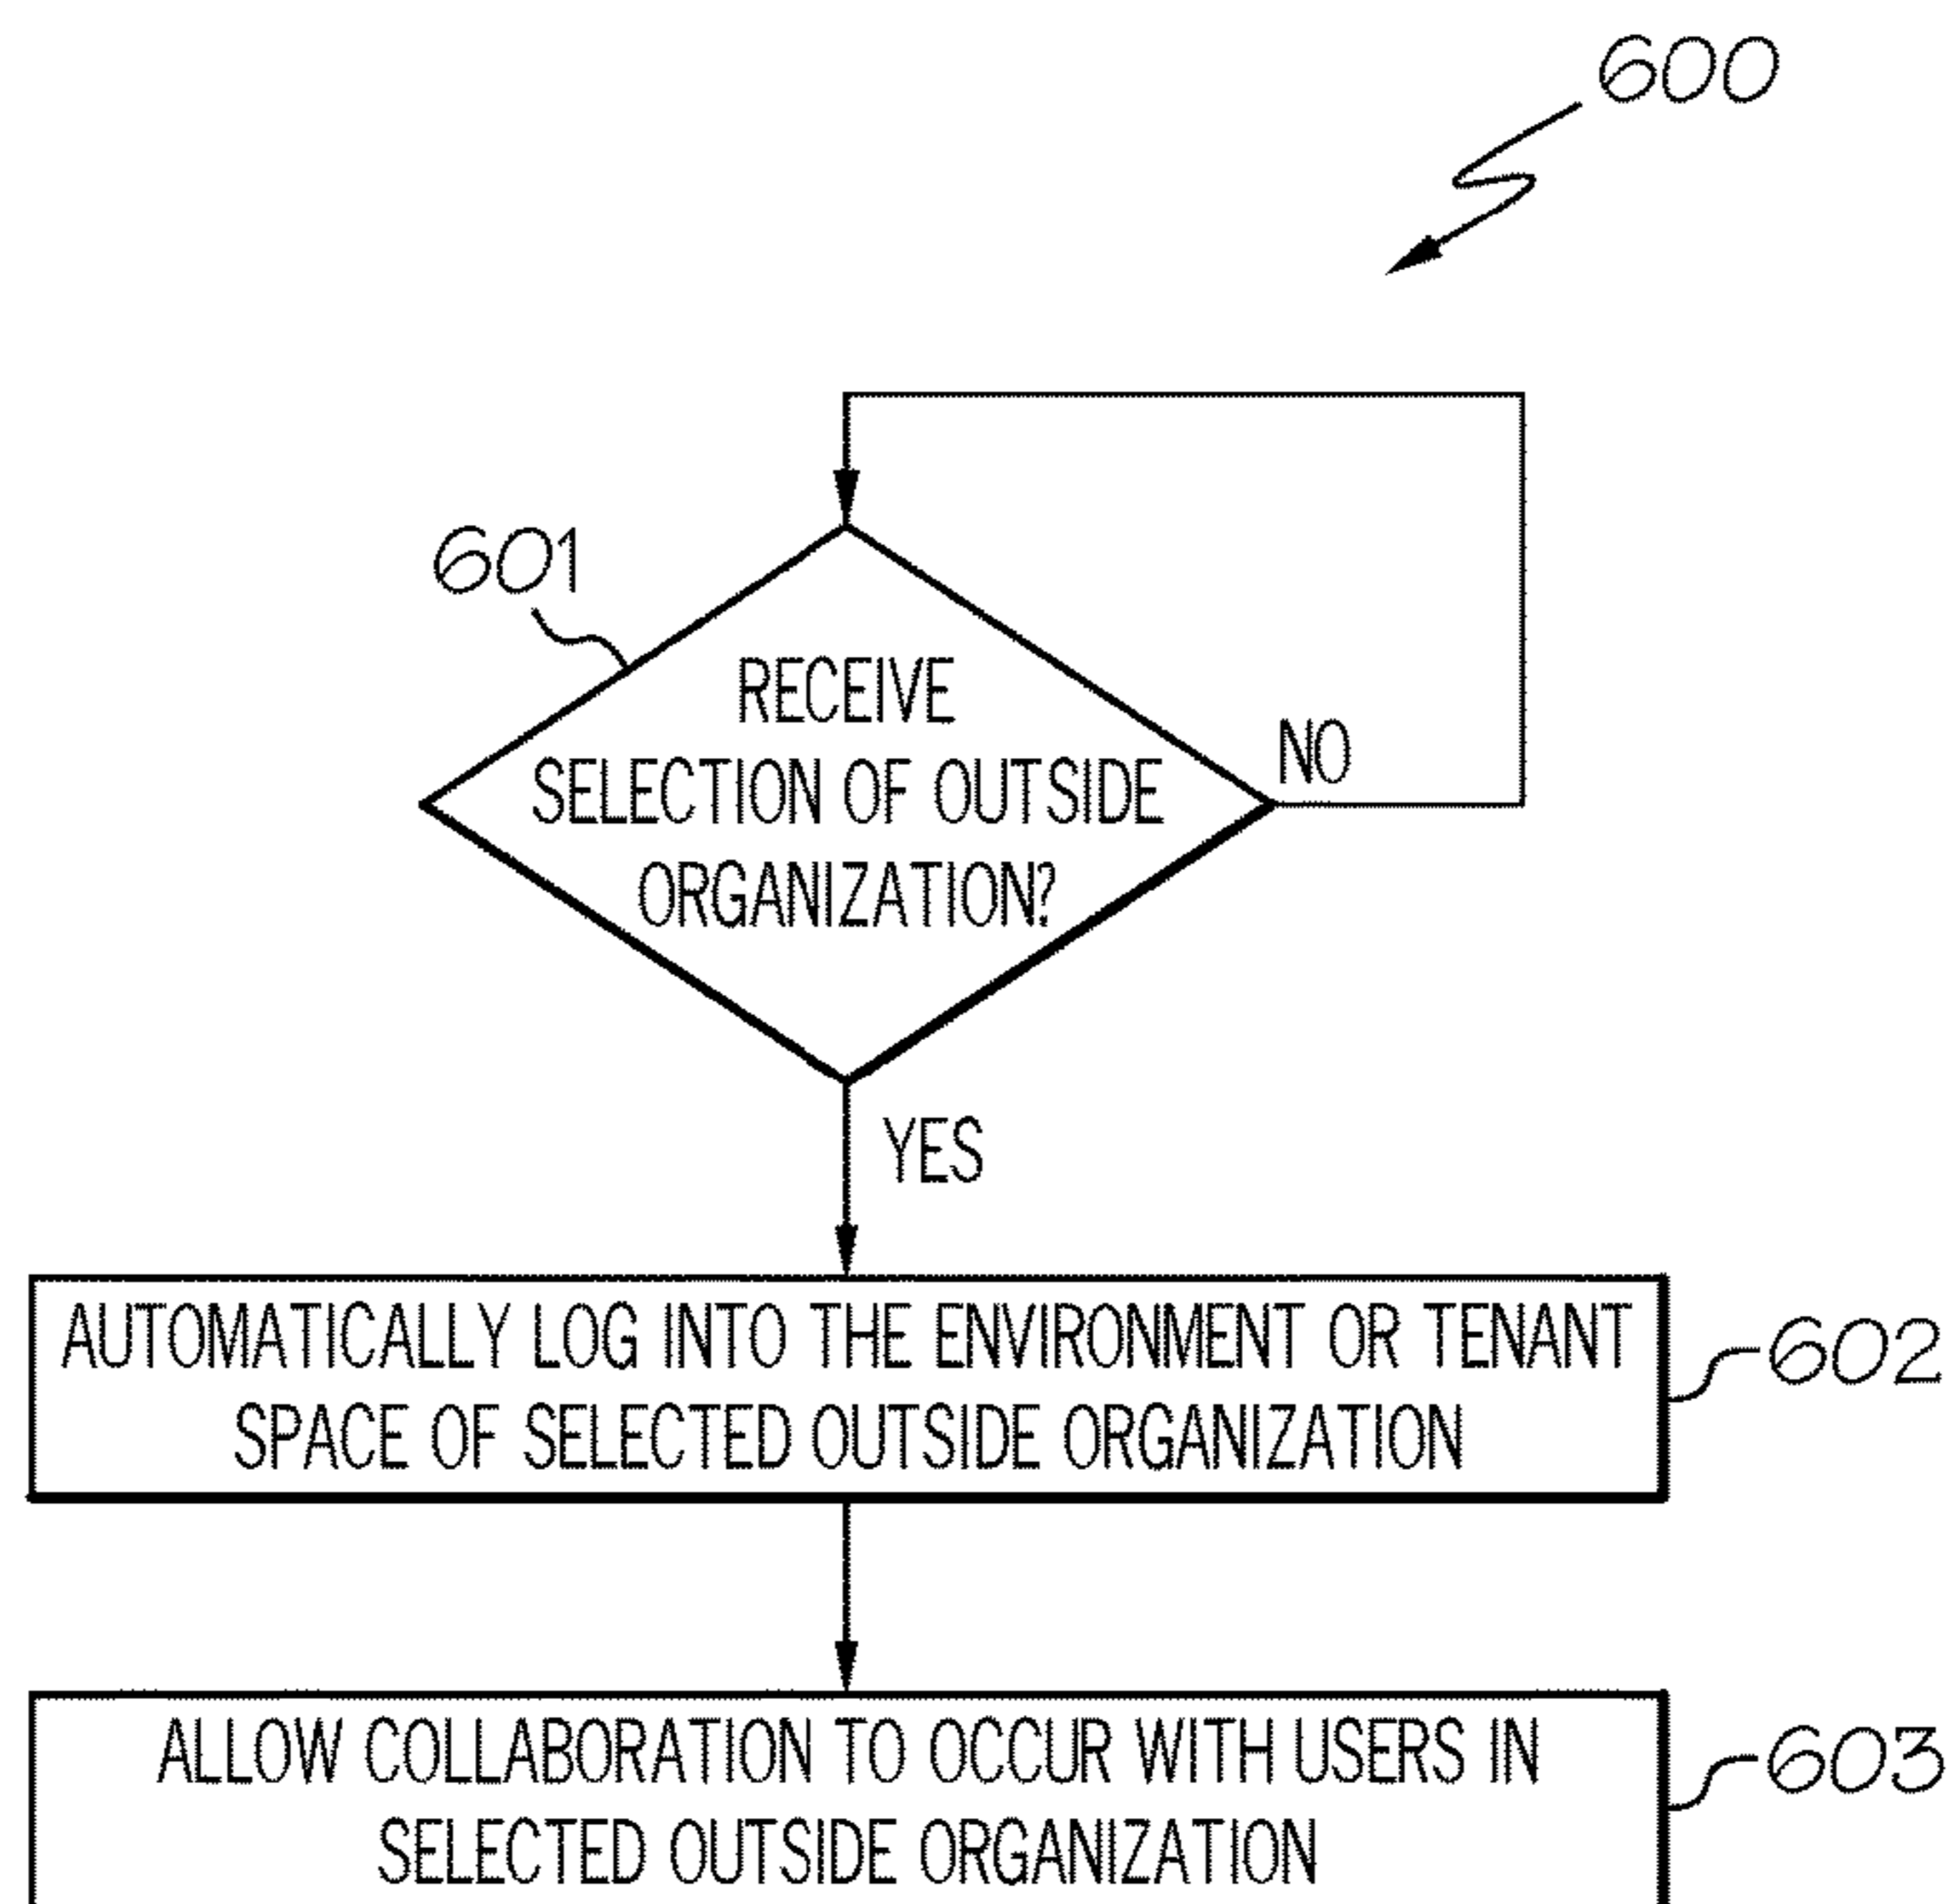 600
601
RECEIVE
SELECTION OF OUTSIDE
ORGANIZATION?
NO
YES
AUTOMATICALLY LOG INTO THE ENVIRONMENT OR TENANT
SPACE OF SELECTED OUTSIDE ORGANIZATION
602
ALLOW COLLABORATION TO OCCUR WITH USERS IN
SELECTED OUTSIDE ORGANIZATION
603